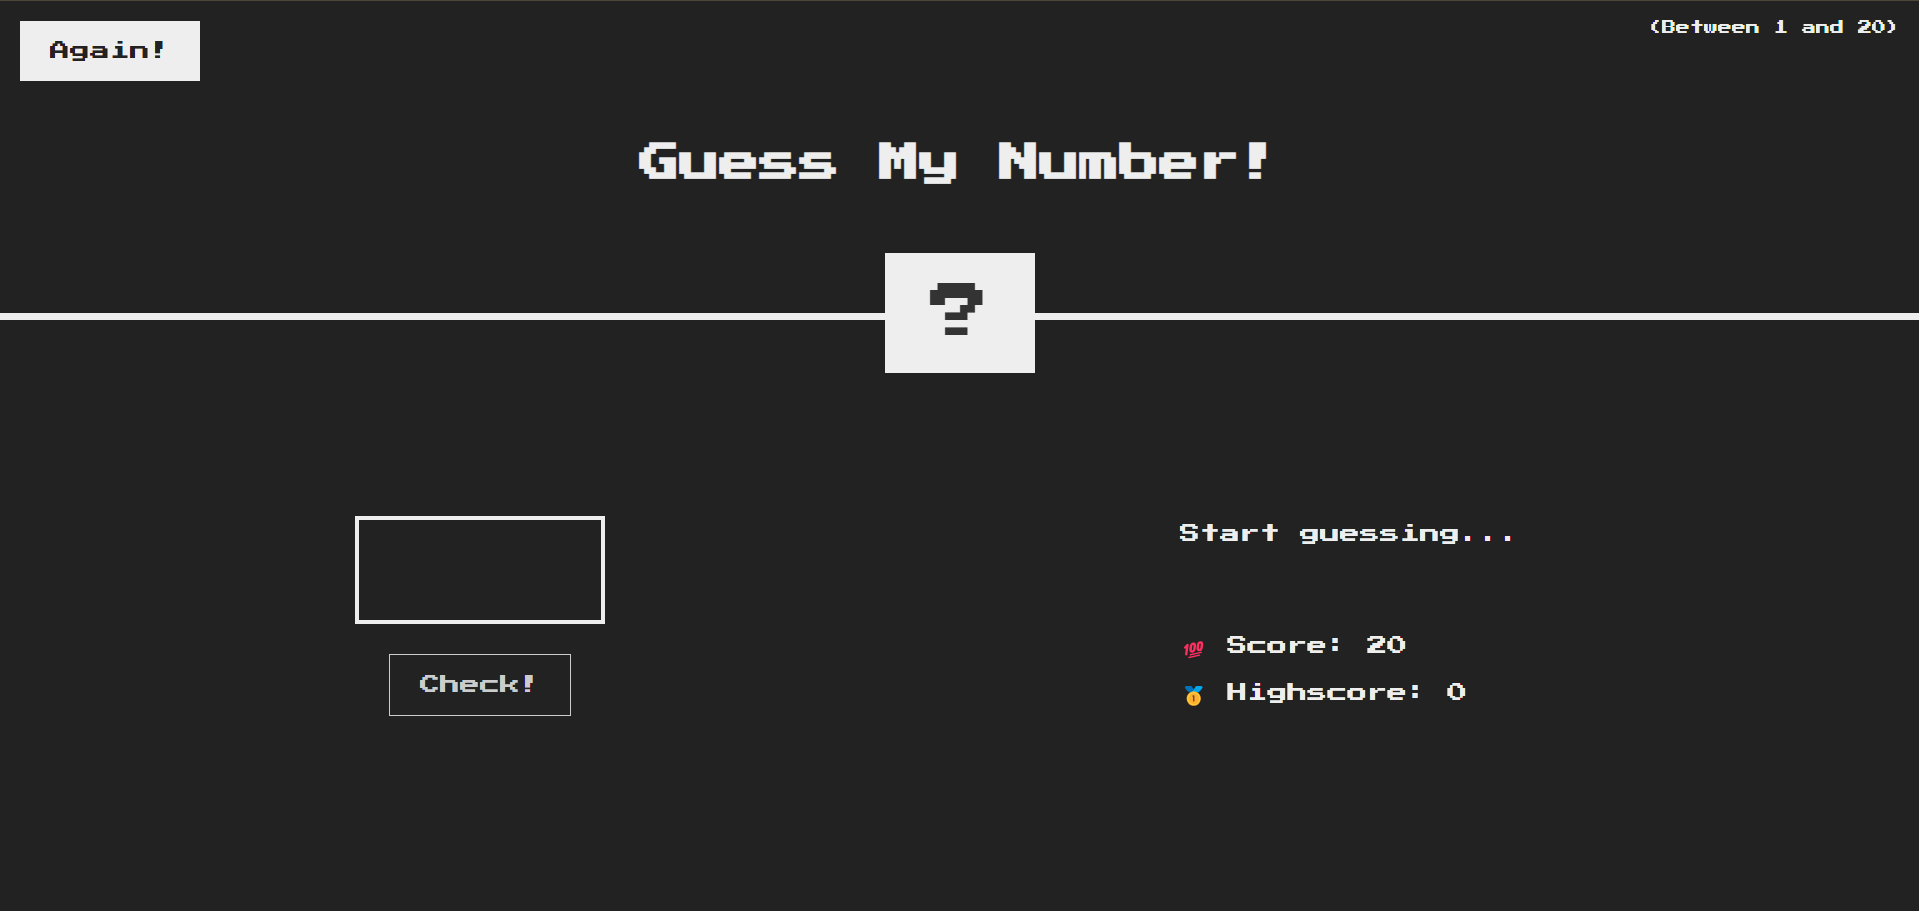 Again!
(Between 1 and 20)
Guess My Number!
?
Start guessing...
💯 Score: 20
Check!
🥇 Highscore: 0